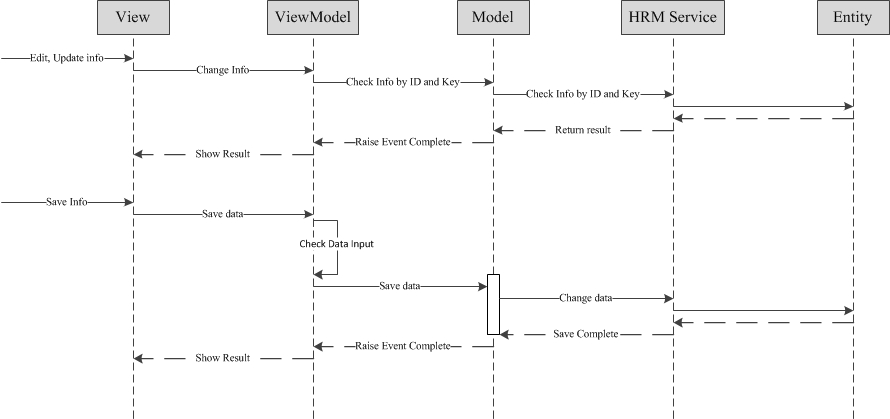 View
ViewModel
Model
HRM Service
Entity
Edit, Update info
Change Info
Check Info by ID and Key
Check Info by ID and Key
Return result
Raise Event Complete
Show Result
Save Info
Save data
Check Data Input
Save data
Change data
Save Complete
Raise Event Complete
Show Result